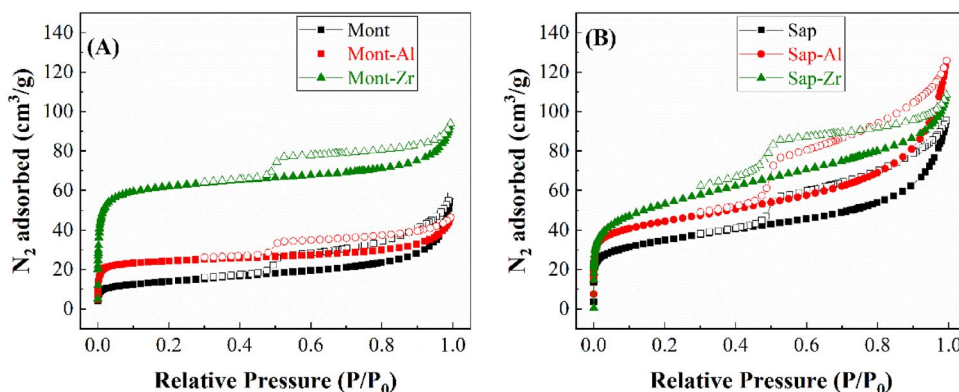 (A)
Mont
Mont-Al
Mont-Zr
N₂ adsorbed (cm³/g)
140
120
100
80
60
40
20
0
0.0 0.2 0.4 0.6 0.8 1.0
Relative Pressure (P/P₀)
(B)
Sap
Sap-Al
Sap-Zr
N₂ adsorbed (cm³/g)
140
120
100
80
60
40
20
0
0.0 0.2 0.4 0.6 0.8 1.0
Relative Pressure (P/P₀)